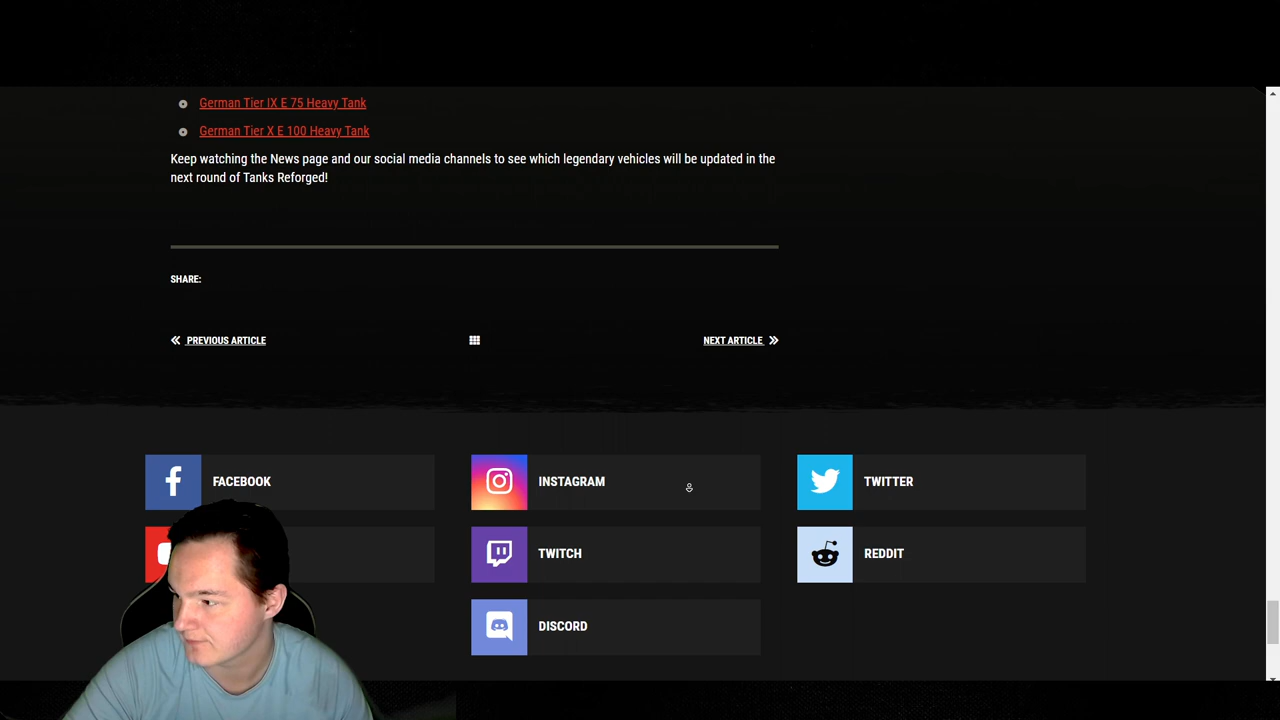 German Tier IX E 75 Heavy Tank
German Tier X E 100 Heavy Tank
Keep watching the News page and our social media channels to see which legendary vehicles will be updated in the
next round of Tanks Reforged!
SHARE:
PREVIOUS ARTICLE
NEXT ARTICLE
FACEBOOK
INSTAGRAM
TWITTER
TWITCH
REDDIT
DISCORD